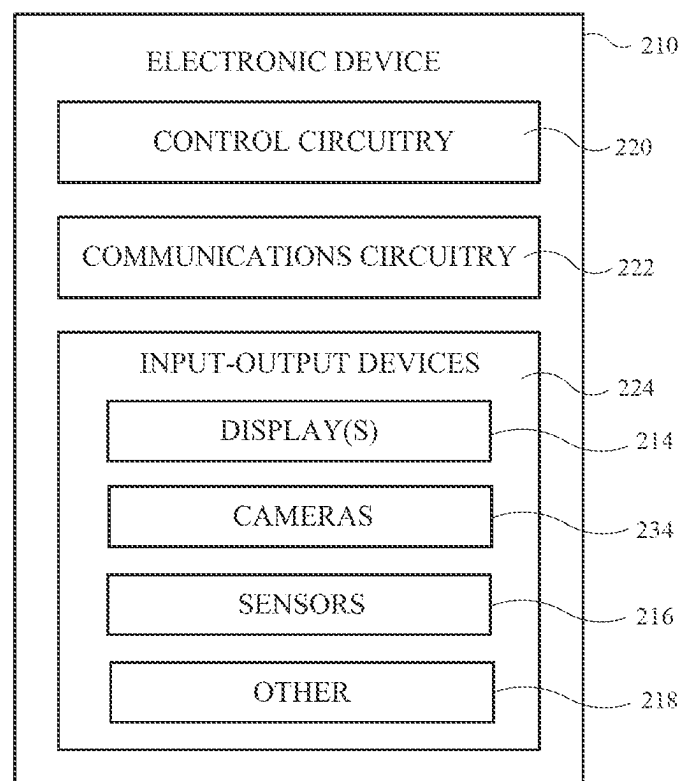 ELECTRONIC DEVICE
210
CONTROL CIRCUITRY
220
COMMUNICATIONS CIRCUITRY
222
INPUT-OUTPUT DEVICES
224
DISPLAY(S)
214
CAMERAS
234
SENSORS
216
OTHER
218